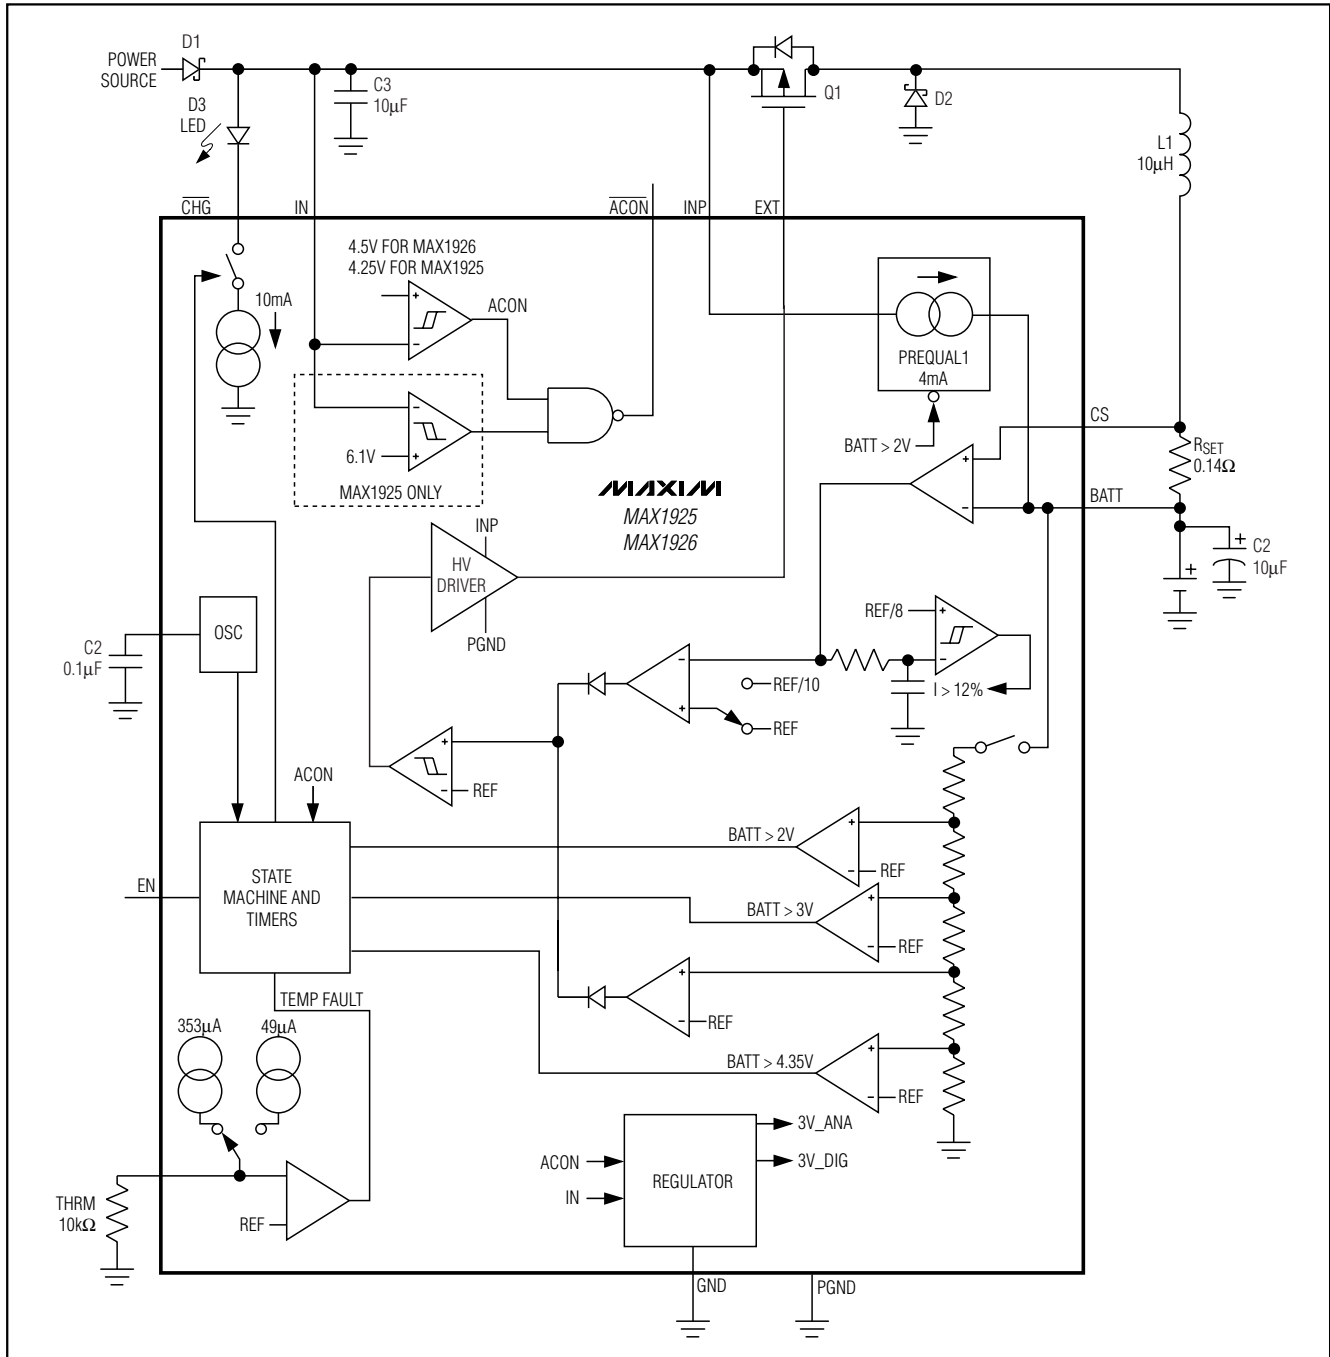 D1
POWER
SOURCE
D3
LED
C3
10µF
Q1
D2
L1
10µH
CHG
IN
ACON
INP
EXT
4.5V FOR MAX1926
4.25V FOR MAX1925
+
−
ACON
10mA
PREQUAL1
4mA
BATT > 2V
CS
RSET
0.14Ω
BATT
−
+
6.1V
MAX1925 ONLY
MAXIM
MAX1925
MAX1926
+
−
INP
HV
DRIVER
PGND
+
C2
10µF
+
REF/8
+
−
I > 12%
OSC
C2
0.1µF
−
+
REF/10
REF
+
−
REF
ACON
EN
STATE
MACHINE AND
TIMERS
BATT > 2V
+
−
REF
BATT > 3V
+
−
REF
+
−
REF
BATT > 4.35V
+
−
REF
TEMP FAULT
353µA
49µA
THRM
10kΩ
REF
ACON
IN
REGULATOR
3V_ANA
3V_DIG
GND
PGND